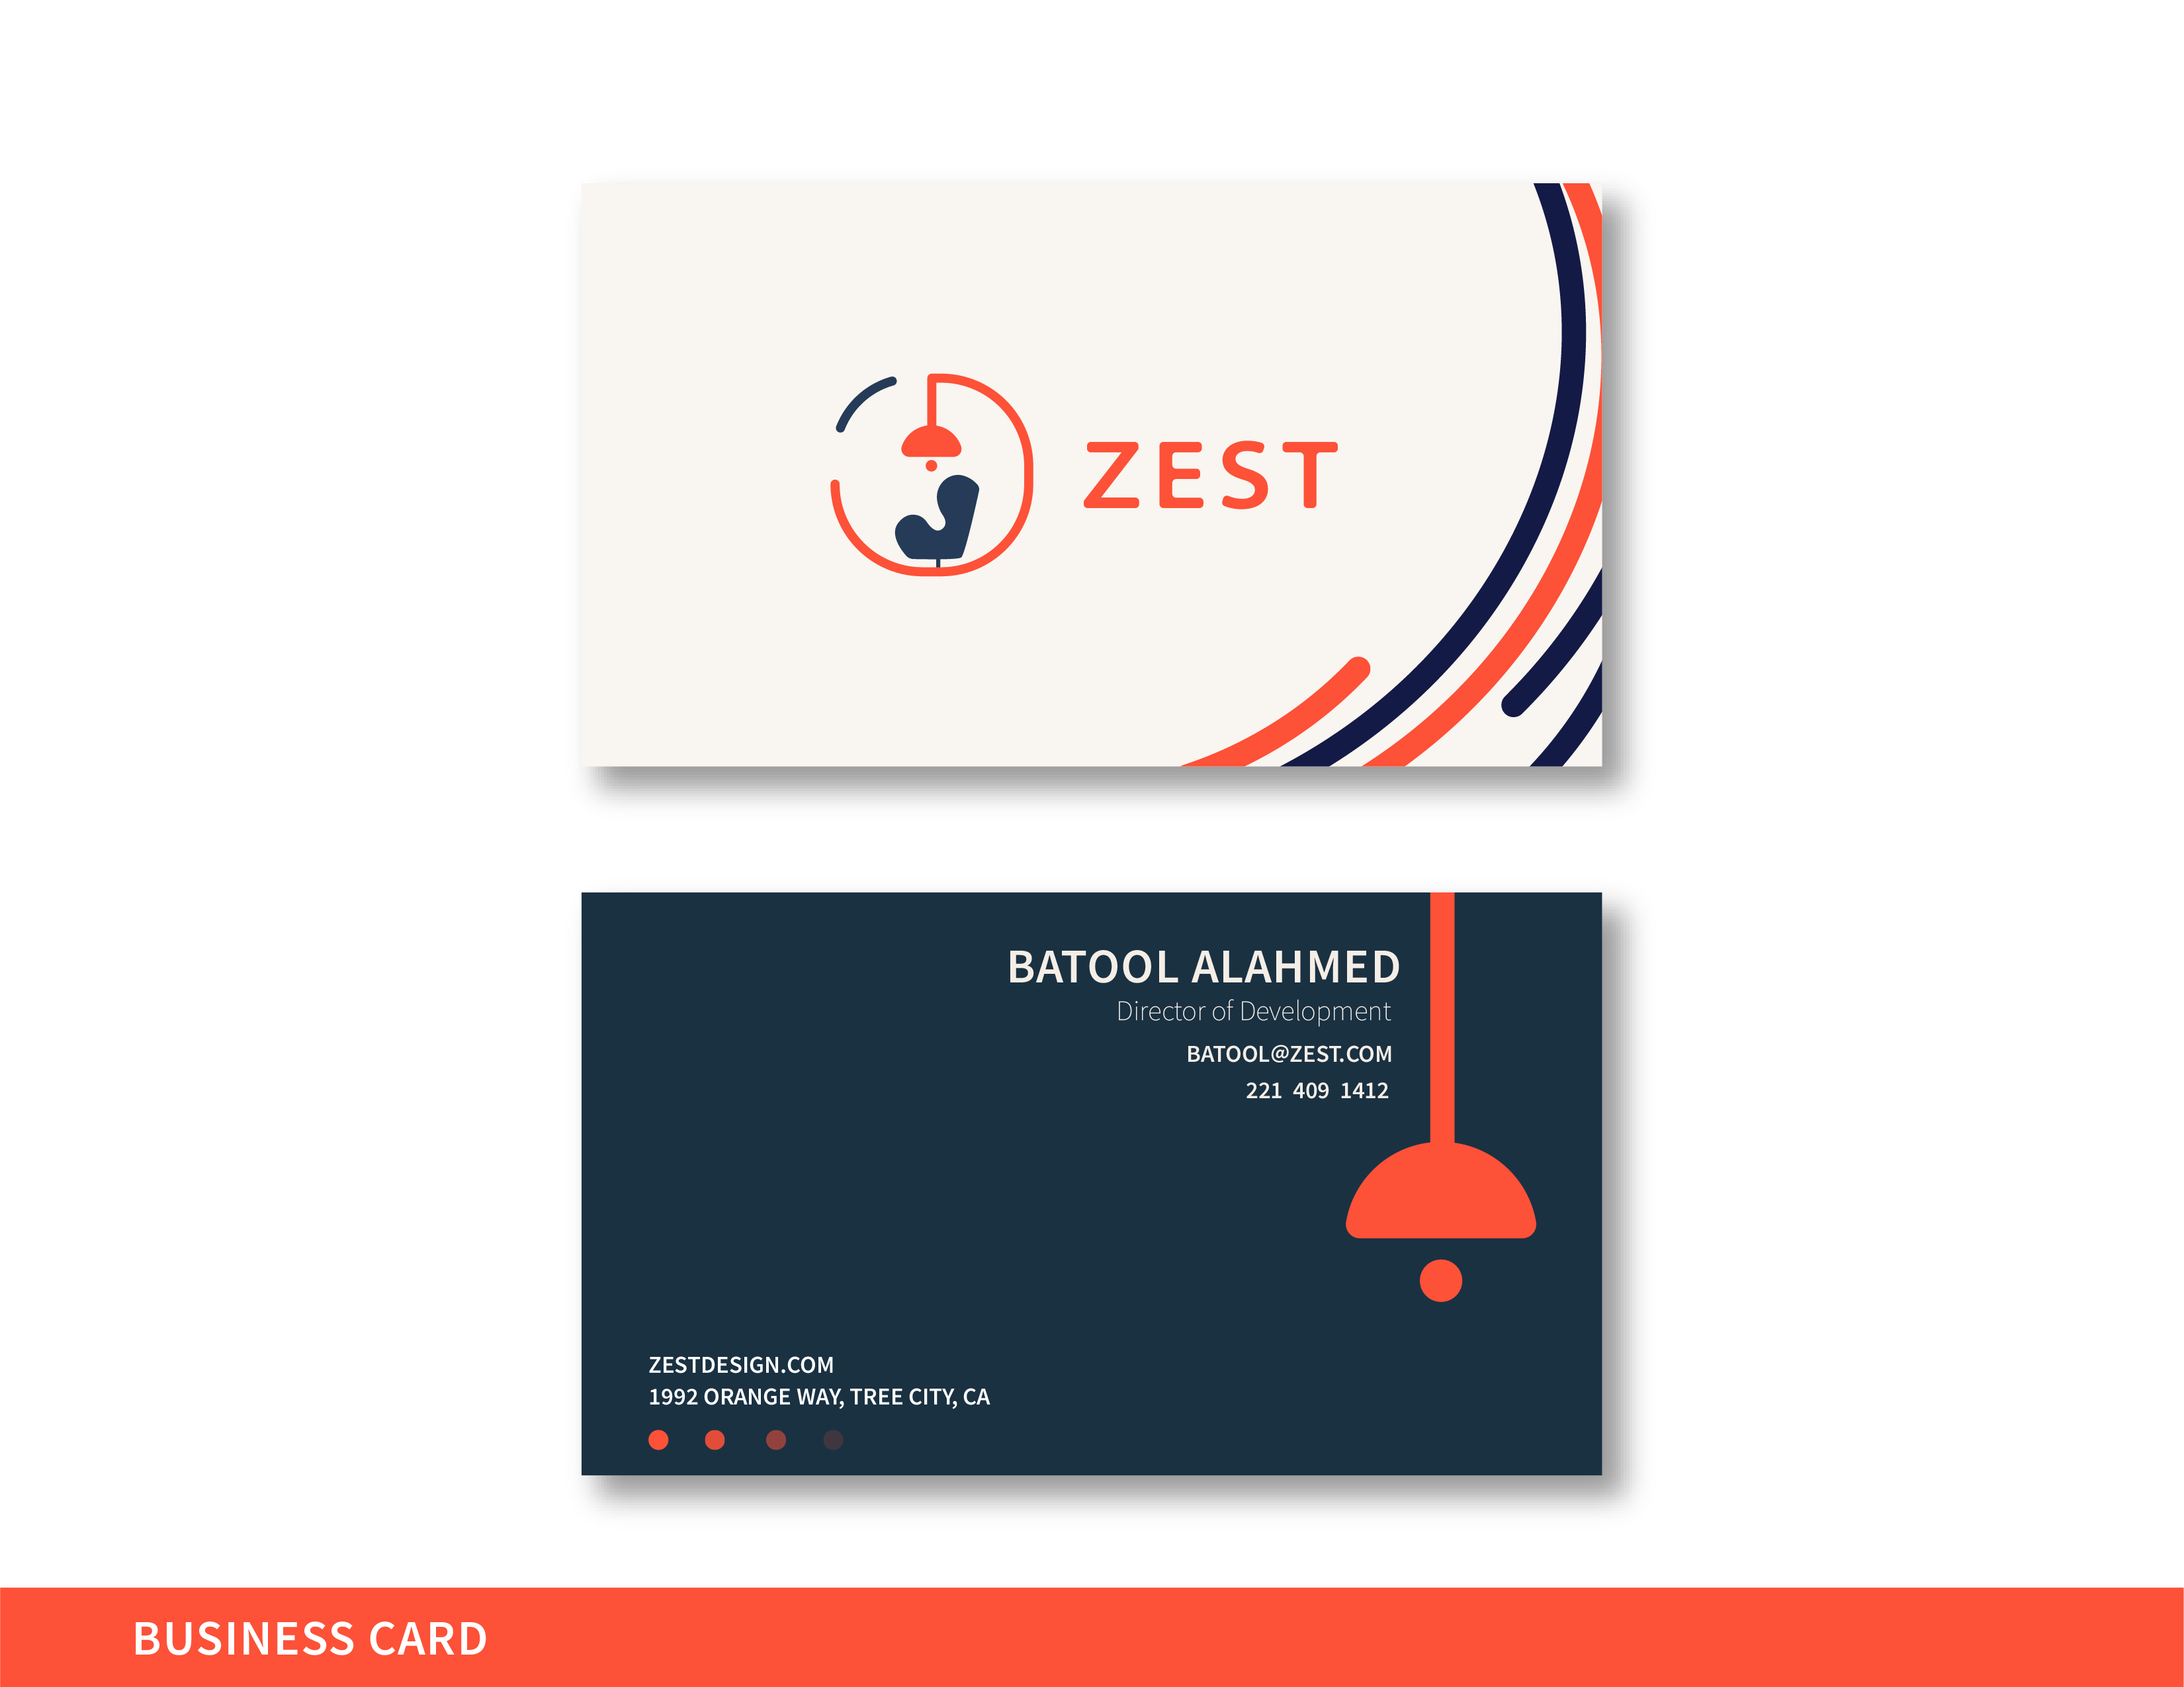 ZEST
BATOOL ALAHMED
Director of Development
BATOOL@ZEST.COM
221 409 1412
ZESTDESIGN.COM
1992 ORANGE WAY, TREE CITY, CA
BUSINESS CARD